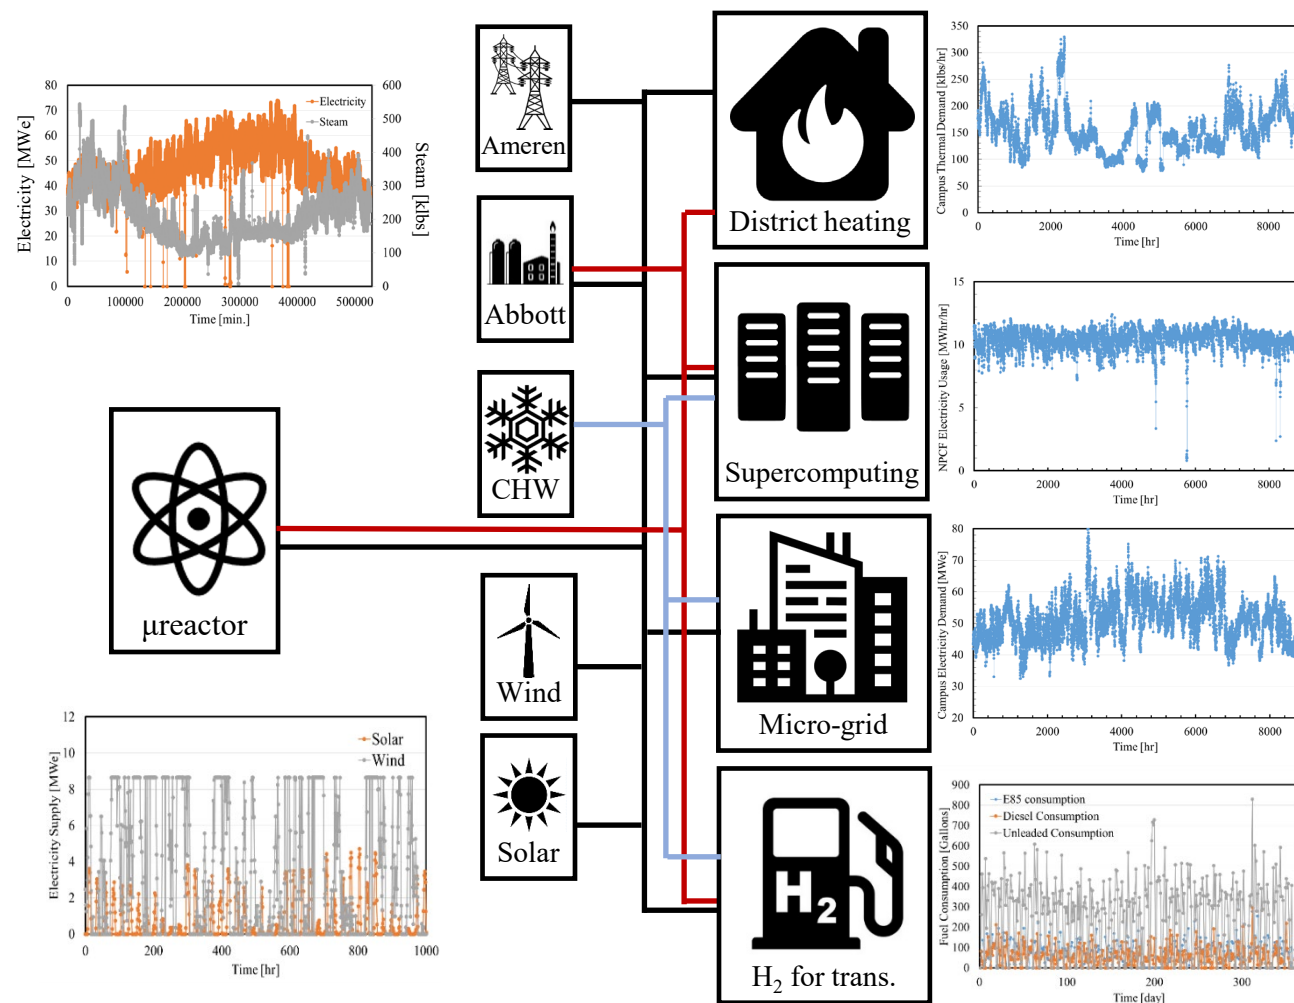 Ameren
Abbott
CHW
μreactor
Wind
Solar
District heating
Supercomputing
Micro-grid
H2
H₂ for trans.
Electricity [MWe]
80
70
60
50
40
30
20
10
0
Electricity
Steam
600
500
400
300
200
100
0
Steam [klbs]
0 100000 200000 300000 400000 500000
Time [min.]
Electricity Supply [MWe]
12
10
8
6
4
2
0
Solar
Wind
0 200 400 600 800 1000
Time [hr]
Campus Thermal Demand [klbs/hr]
350
300
250
200
150
100
50
0
0 2000 4000 6000 8000
Time [hr]
NPCF Electricity Usage [MWhr/hr]
15
10
5
0
0 2000 4000 6000 8000
Time [hr]
Campus Electricity Demand [MWe]
80
70
60
50
40
30
20
0 2000 4000 6000 8000
Time [hr]
Fuel Consumption [Gallons]
900
800
700
600
500
400
300
200
100
0
E85 consumption
Diesel Consumption
Unleaded Consumption
0 100 200 300
Time [day]